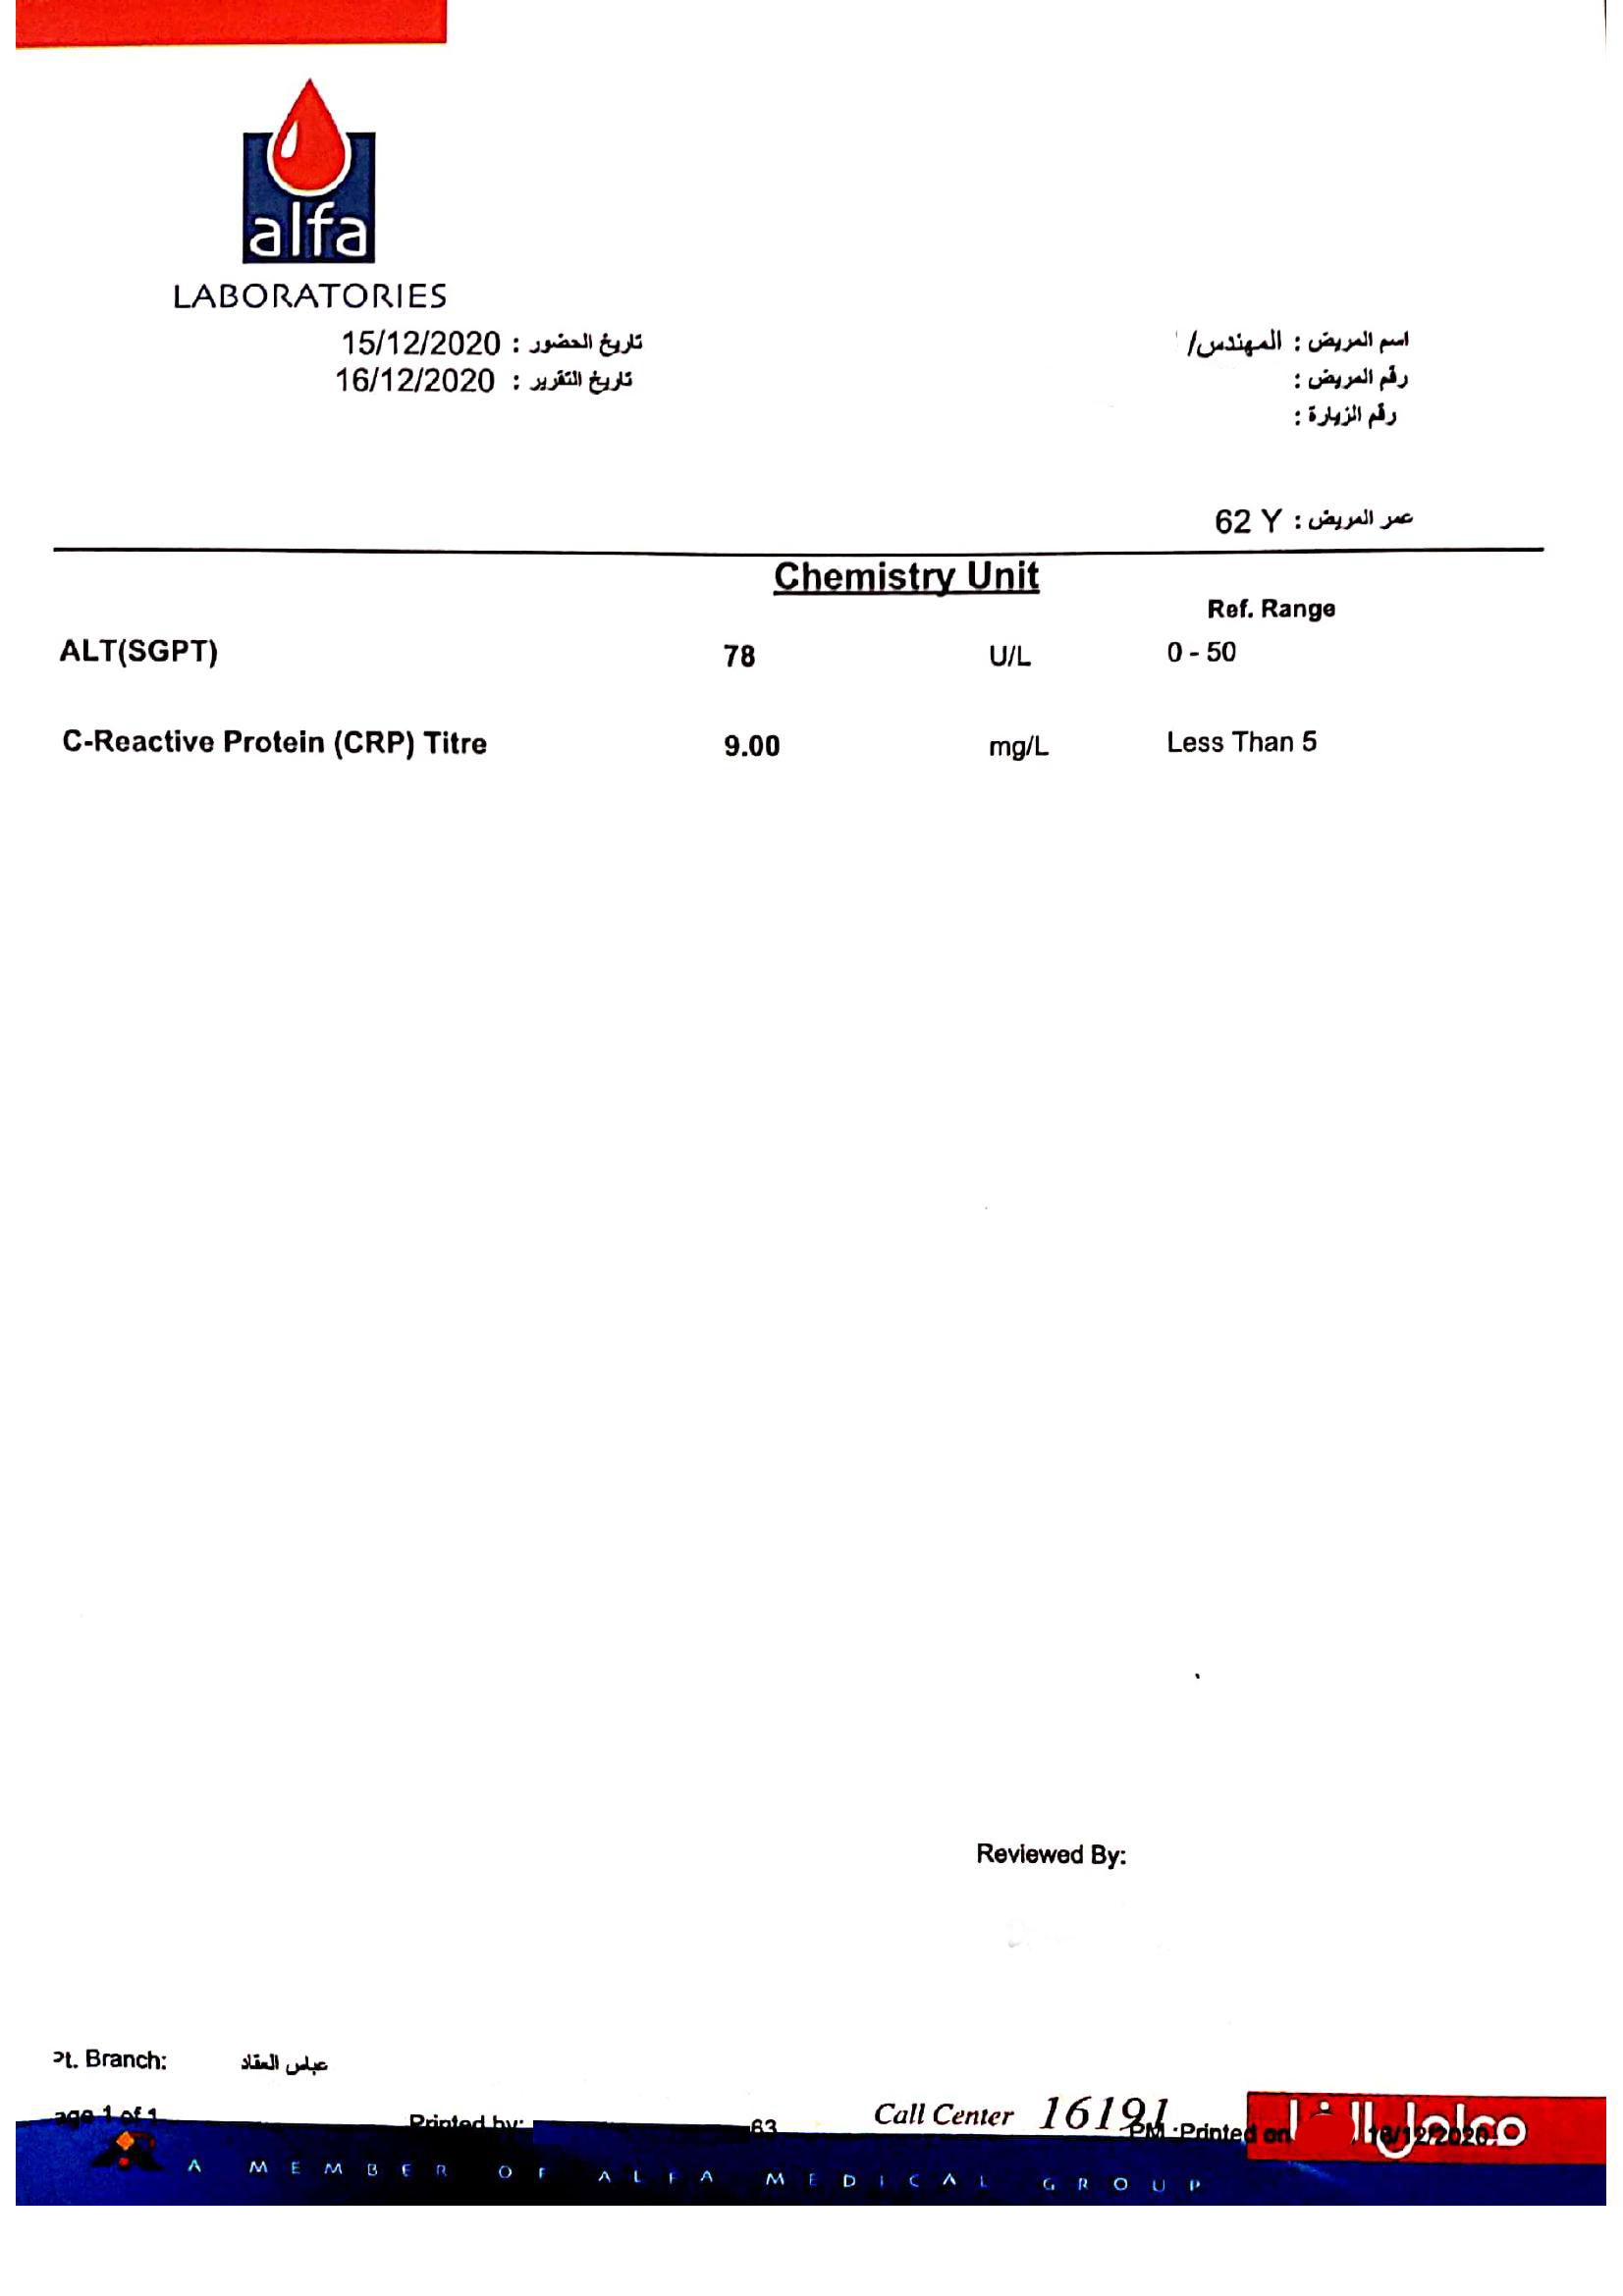 alfa
LABORATORIES
تاريخ الحضور : 15/12/2020
تاريخ التقرير : 16/12/2020
اسم المريض : المهندس/
رقم المريض :
رقم الزيارة :
عمر المريض : 62 Y
Chemistry Unit
Ref. Range
ALT(SGPT) 78 U/L 0 - 50
C-Reactive Protein (CRP) Titre 9.00 mg/L Less Than 5
Reviewed By:
Pt. Branch: عباس العقاد
age 1 of 1 Printed by: 63 Call Center 16191 PM Printed on 16/12/2020
معامل الفا
A MEMBER OF ALFA MEDICAL GROUP